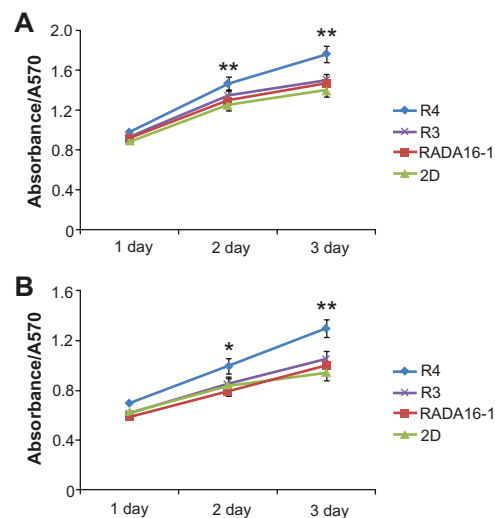 A
Absorbance/A570
2.0
1.6
1.2
0.8
0.4
0
**
**
1 day
2 day
3 day
R4
R3
RADA16-1
2D
B
Absorbance/A570
1.6
1.2
0.8
0.4
0
*
**
1 day
2 day
3 day
R4
R3
RADA16-1
2D